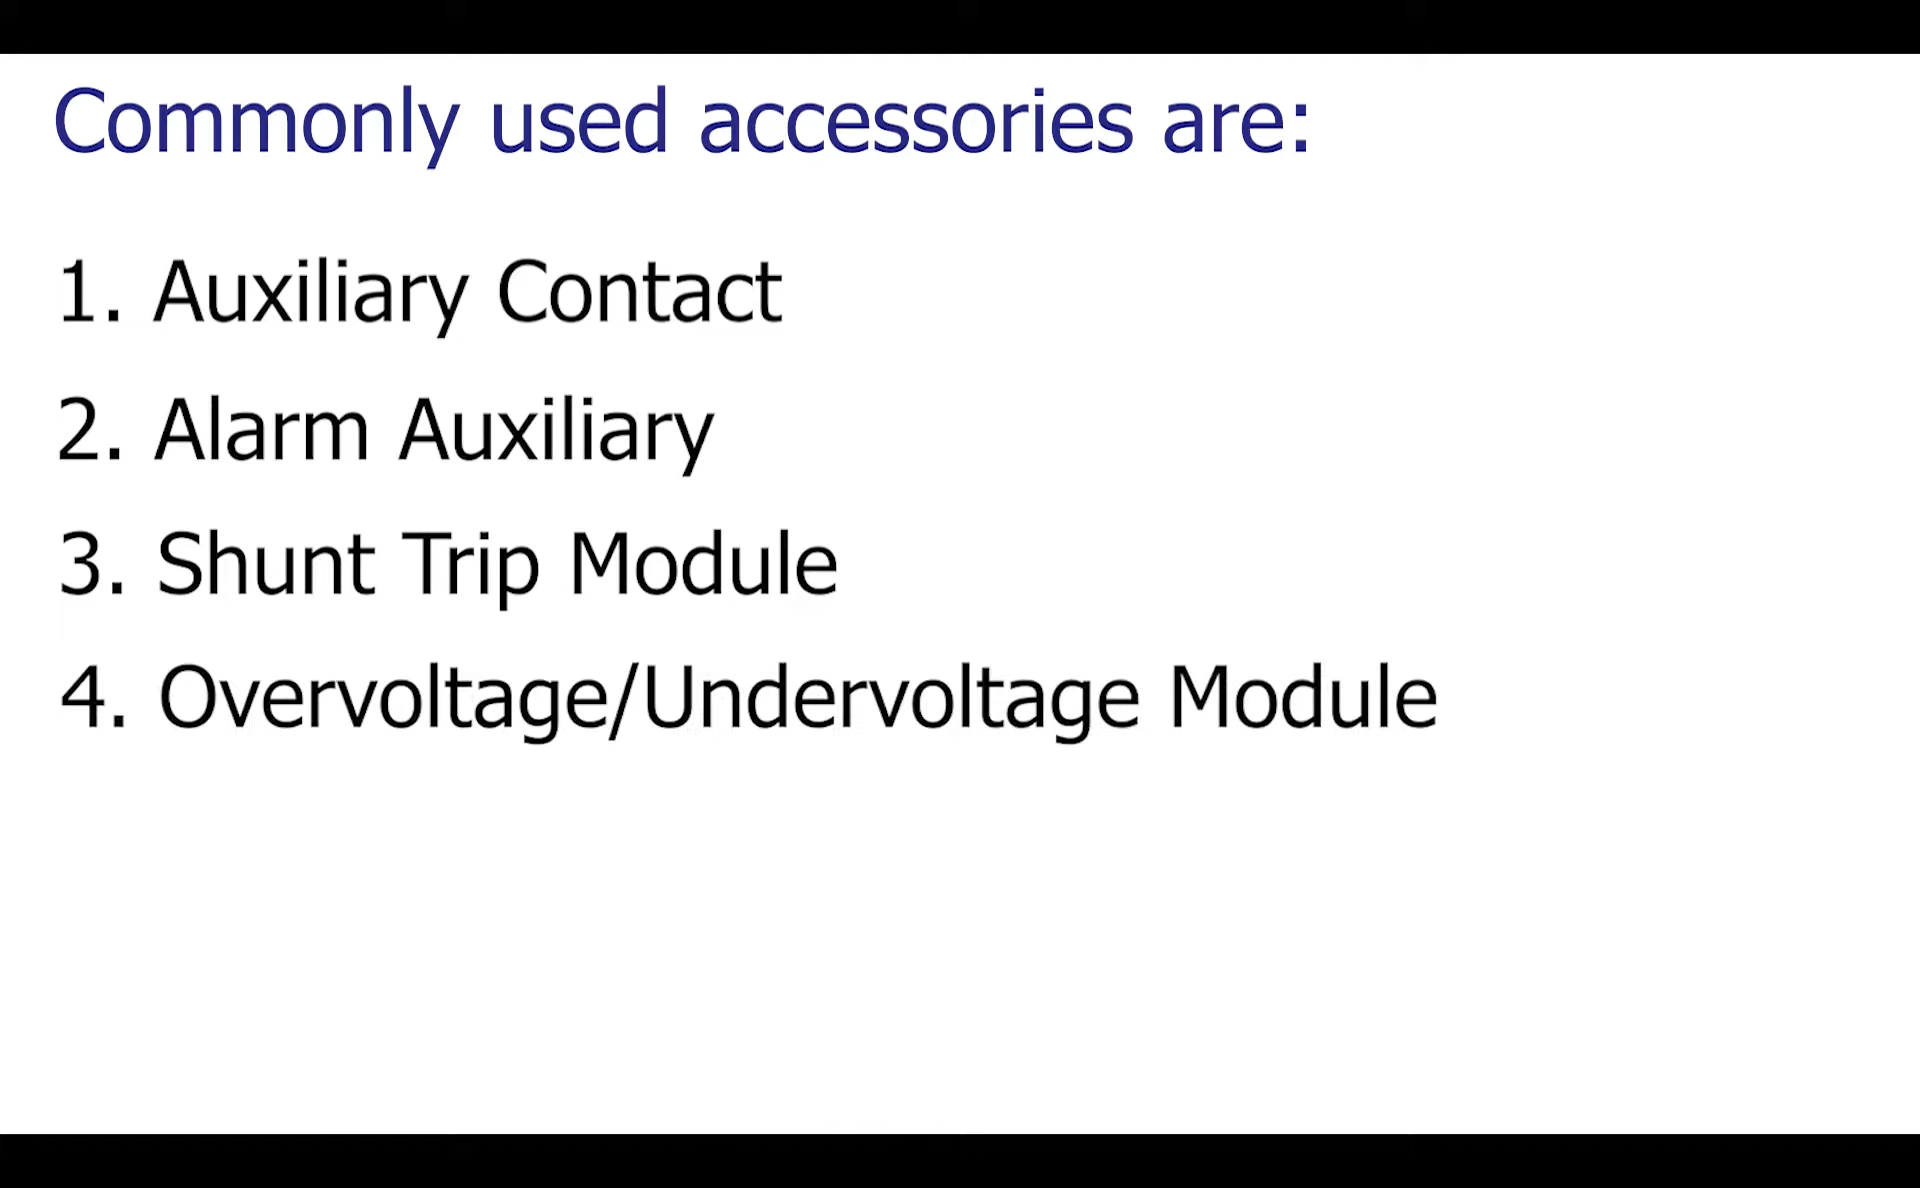 Commonly used accessories are:
1. Auxiliary Contact
2. Alarm Auxiliary
3. Shunt Trip Module
4. Overvoltage/Undervoltage Module